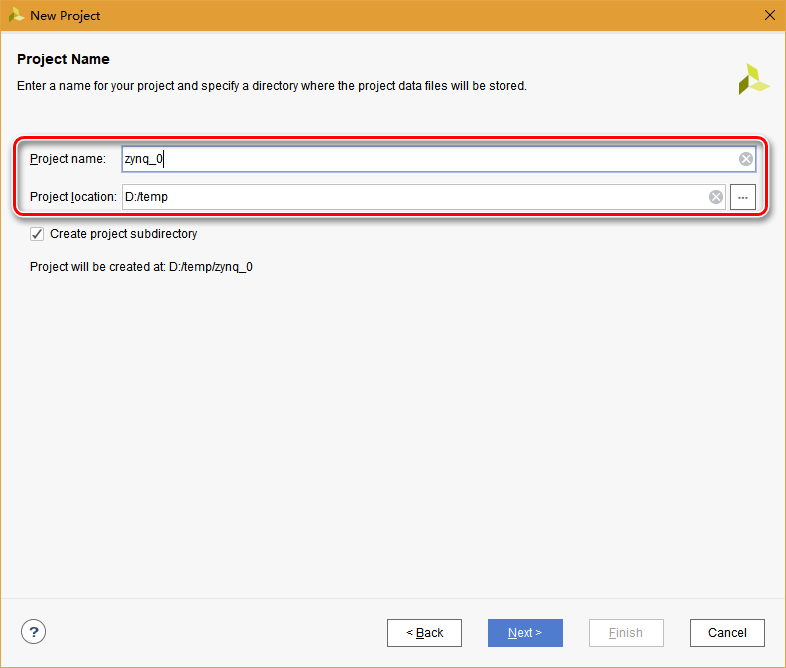 New Project
Project Name
Enter a name for your project and specify a directory where the project data files will be stored.
Project name: zynq_0
Project location: D:/temp ...
Create project subdirectory
Project will be created at: D:/temp/zynq_0
? < Back Next > Finish Cancel